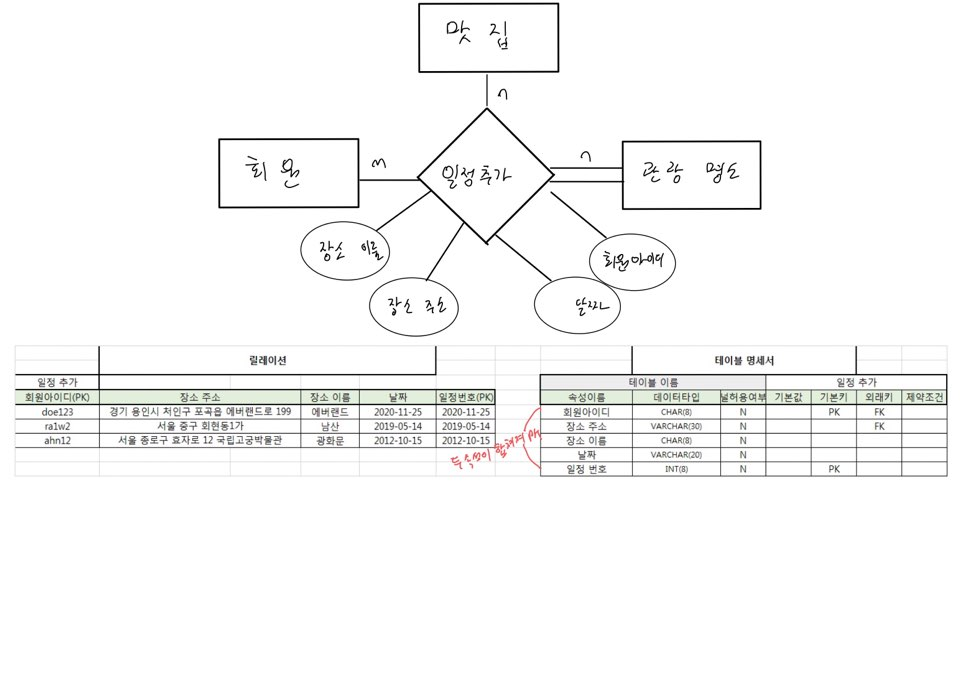 맛집
n
회원
m
일정추가
n
관광 명소
장소 이름
장소 주소
날짜
회원아이디
릴레이션
일정 추가
회원아이디(PK) 장소 주소 장소 이름 날짜 일정번호(PK)
doe123 경기 용인시 처인구 포곡읍 에버랜드로 199 에버랜드 2020-11-25 2020-11-25
ra1w2 서울 중구 회현동1가 남산 2019-05-14 2019-05-14
ahn12 서울 종로구 효자로 12 국립고궁박물관 광화문 2012-10-15 2012-10-15
두 속성이 합쳐져 PK
테이블 명세서
테이블 이름 일정 추가
속성이름 데이터타입 널허용여부 기본값 기본키 외래키 제약조건
회원아이디 CHAR(8) N PK FK
장소 주소 VARCHAR(30) N FK
장소 이름 CHAR(8) N
날짜 VARCHAR(20) N
일정 번호 INT(8) N PK